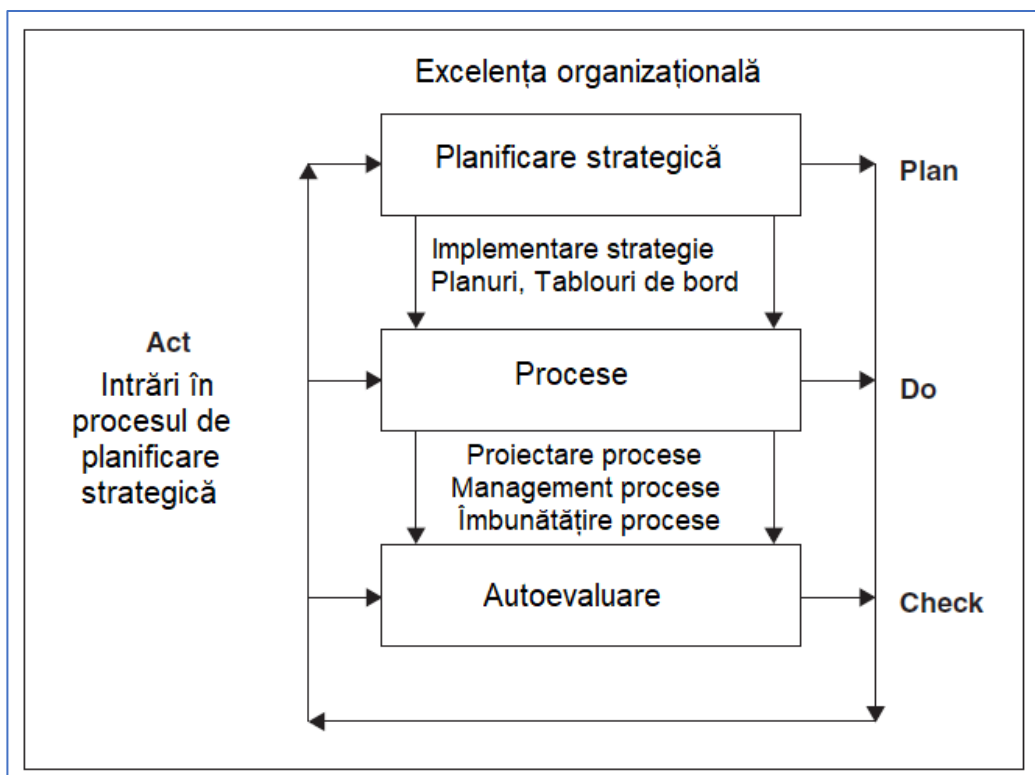 Excelența organizațională
Planificare strategică
Plan
Implementare strategie
Planuri, Tablouri de bord
Act
Intrări în
procesul de
planificare
strategică
Procese
Do
Proiectare procese
Management procese
Îmbunătățire procese
Autoevaluare
Check